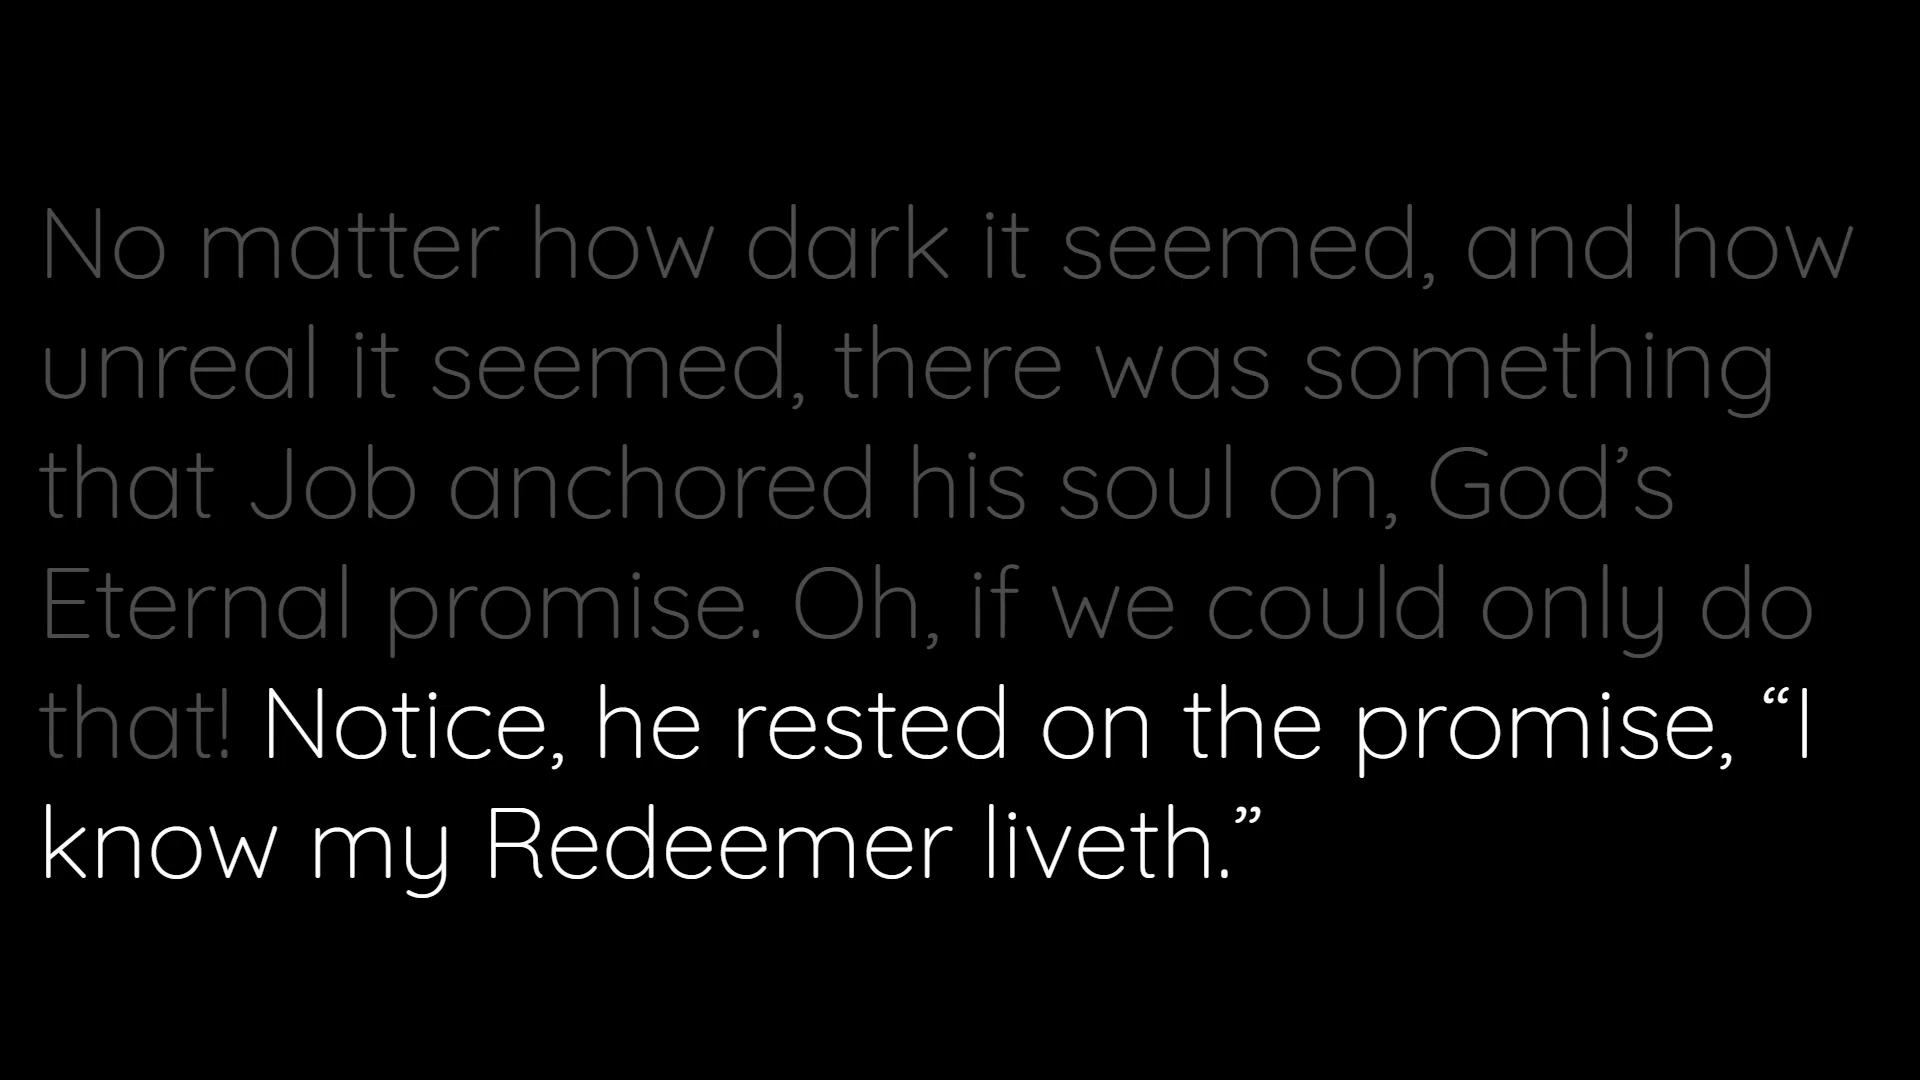 No matter how dark it seemed, and how
unreal it seemed, there was something
that Job anchored his soul on, God’s
Eternal promise. Oh, if we could only do
that! Notice, he rested on the promise, “I
know my Redeemer liveth.”